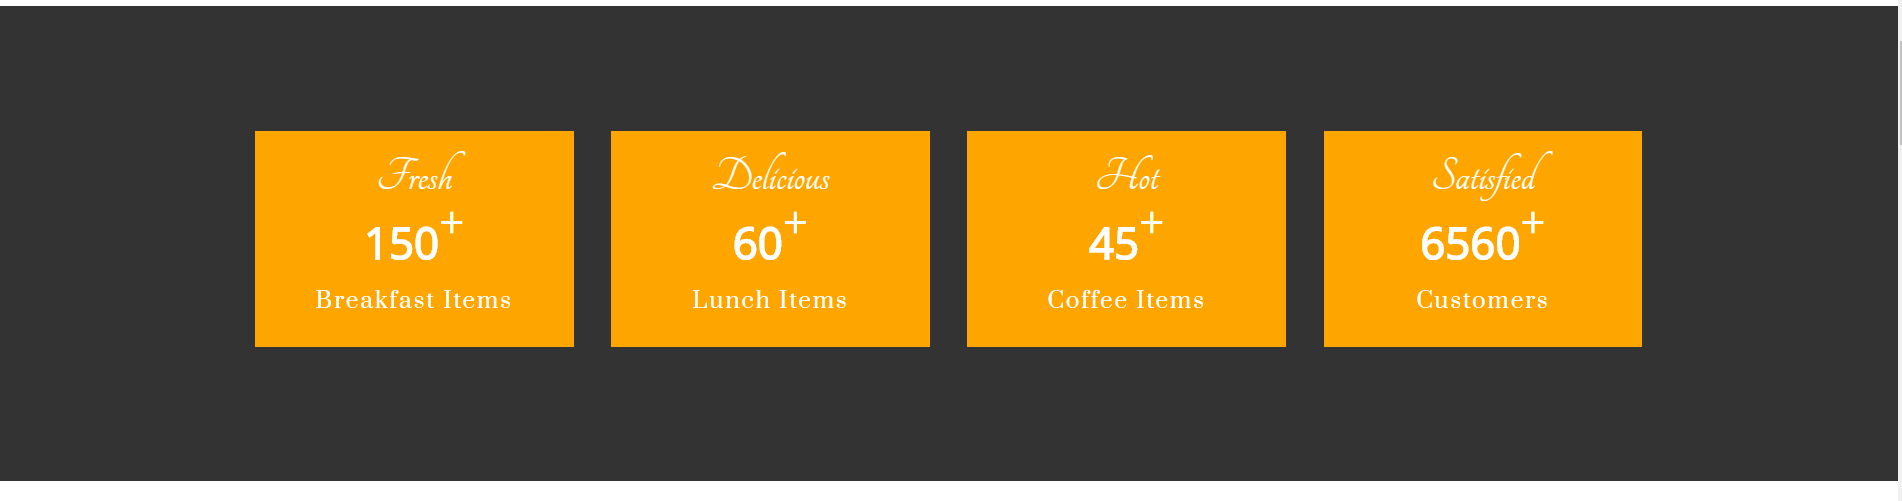 Fresh
150+
Breakfast Items
Delicious
60+
Lunch Items
Hot
45+
Coffee Items
Satisfied
6560+
Customers